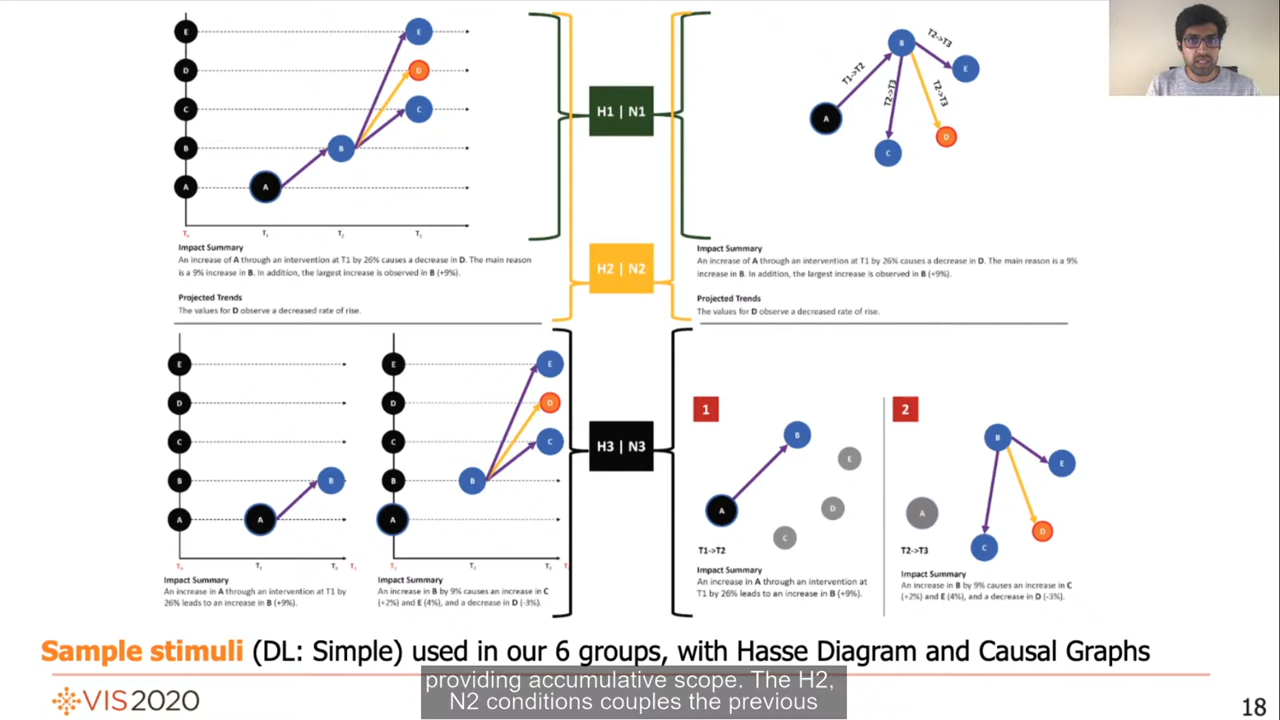 E
D
C
B
A
A
B
E
D
C
Impact Summary
An increase of A through an intervention at T1 by 26% causes a decrease in D. The main reason
is a 9% increase in B. In addition, the largest increase is observed in B (+9%).
Projected Trends
The values for D observe a decreased rate of rise.
H1 | N1
H2 | N2
H3 | N3
A
B
C
D
E
T1->T2
T2->T3
T2->T3
T2->T3
Impact Summary
An increase of A through an intervention at T1 by 26% causes a decrease in D. The main reason is a 9%
increase in B. In addition, the largest increase is observed in B (+9%).
Projected Trends
The values for D observe a decreased rate of rise.
E
D
C
B
A
A
B
Impact Summary
An increase in A through an intervention at T1 by
26% leads to an increase in B (+9%).
E
D
C
B
A
B
E
D
C
Impact Summary
An increase of B by 9% causes an increase in C
(+2%) and E (4%), and a decrease in D (-3%).
1
A
B
E
D
C
T1->T2
Impact Summary
An increase in A through an intervention at
T1 by 26% leads to an increase in B (+9%).
2
B
E
A
D
C
T2->T3
Impact Summary
An increase in B by 9% causes an increase in C
(+2%) and E (4%), and a decrease in D (-3%).
Sample stimuli (DL: Simple) used in our 6 groups, with Hasse Diagram and Causal Graphs
providing accumulative scope. The H2,
N2 conditions couples the previous
VIS2020
18